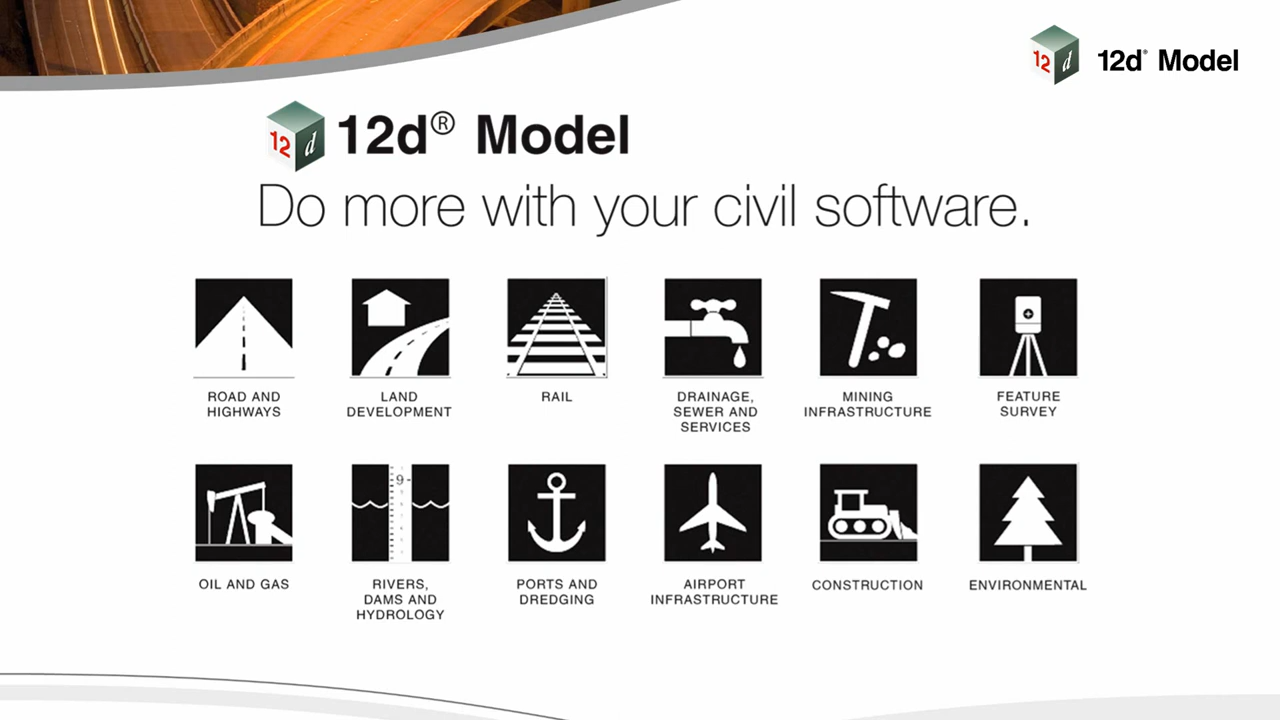 12d® Model
12d® Model
Do more with your civil software.
ROAD AND
HIGHWAYS
LAND
DEVELOPMENT
RAIL
DRAINAGE,
SEWER AND
SERVICES
MINING
INFRASTRUCTURE
FEATURE
SURVEY
9
OIL AND GAS
RIVERS,
DAMS AND
HYDROLOGY
PORTS AND
DREDGING
AIRPORT
INFRASTRUCTURE
CONSTRUCTION
ENVIRONMENTAL